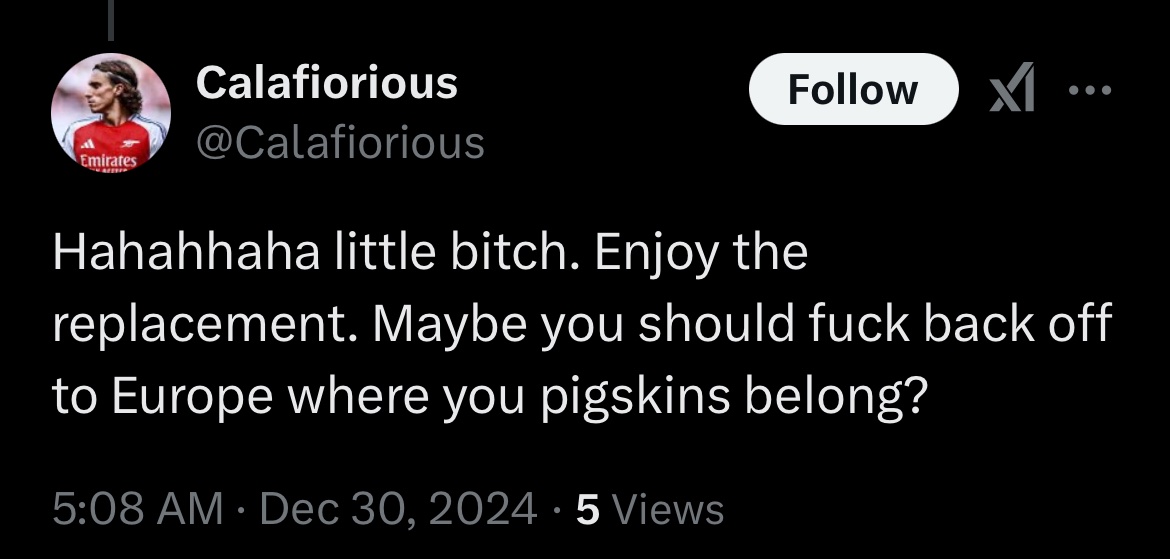 Calafiorious
@Calafiorious
Follow
Emirates
Hahahhaha little bitch. Enjoy the
replacement. Maybe you should fuck back off
to Europe where you pigskins belong?
5:08 AM · Dec 30, 2024 · 5 Views